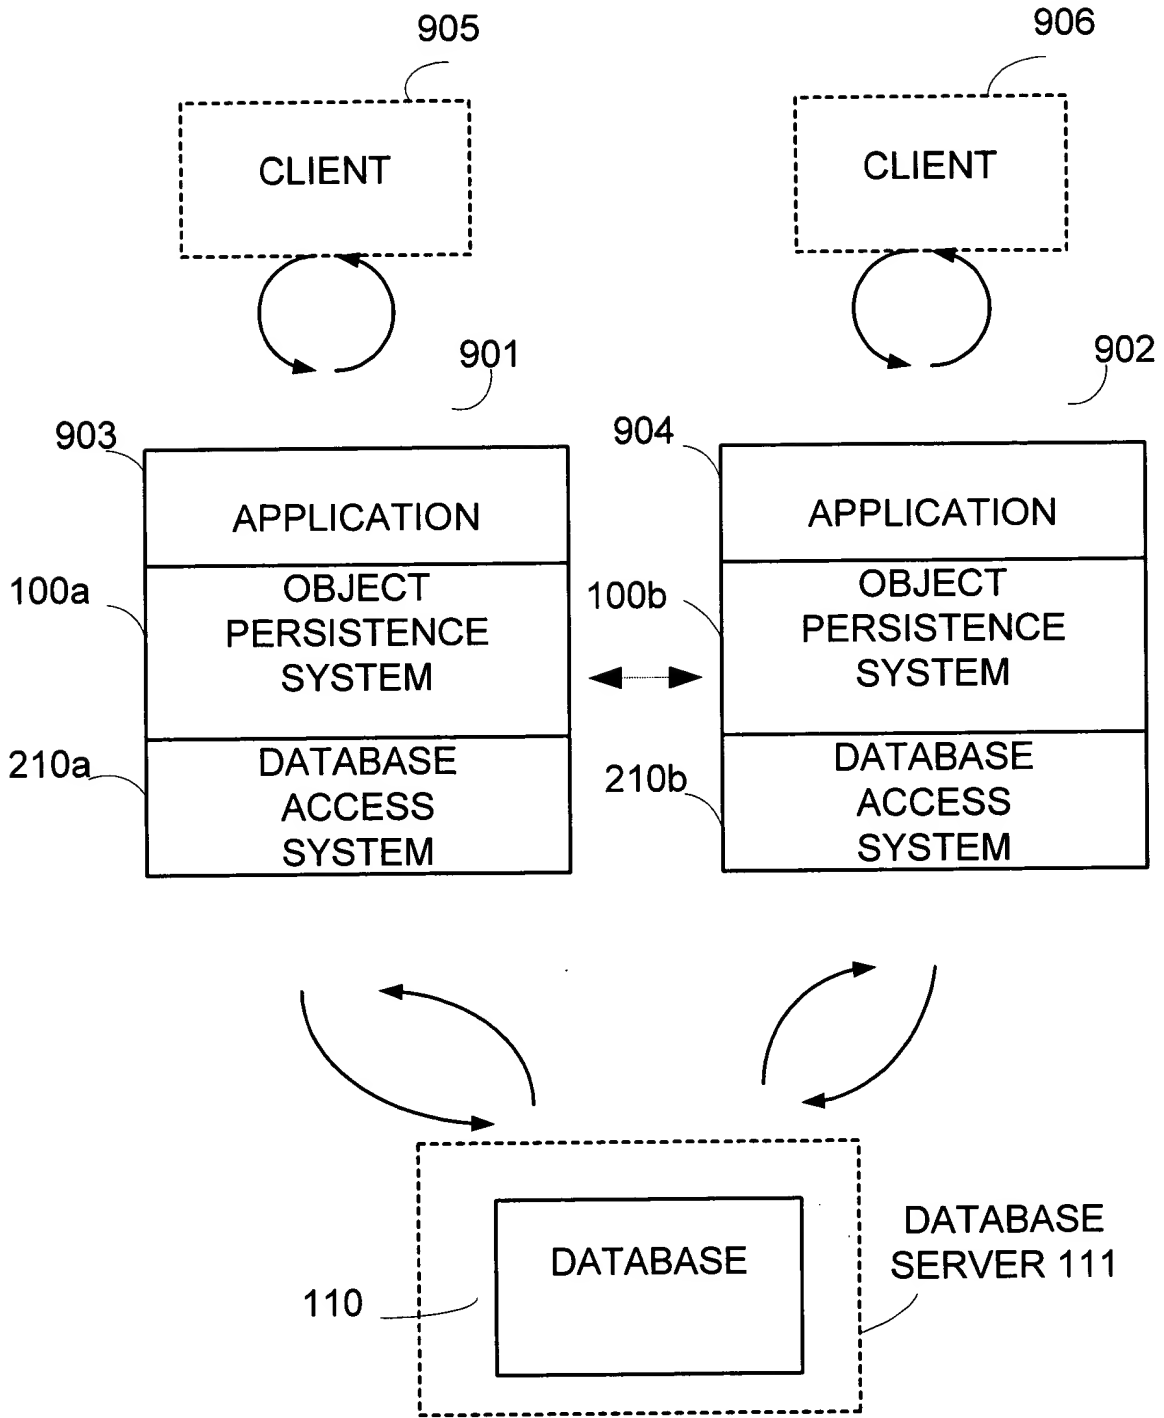 905
906
CLIENT
CLIENT
901
902
903
904
APPLICATION
APPLICATION
100a
OBJECT
PERSISTENCE
SYSTEM
100b
OBJECT
PERSISTENCE
SYSTEM
210a
DATABASE
ACCESS
SYSTEM
210b
DATABASE
ACCESS
SYSTEM
DATABASE
110
DATABASE
SERVER 111